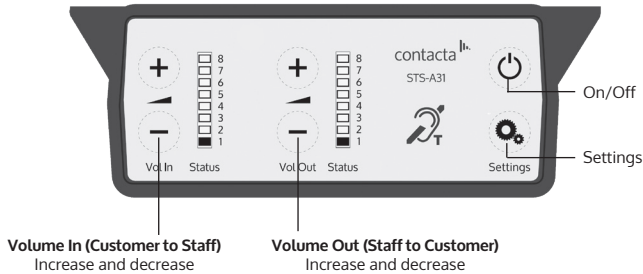 8
7
6
5
4
3
2
1
8
7
6
5
4
3
2
1
contacta
STS-A31
T
Vol In
Status
Vol Out
Status
Settings
On/Off
Settings
Volume In (Customer to Staff)
Increase and decrease
Volume Out (Staff to Customer)
Increase and decrease